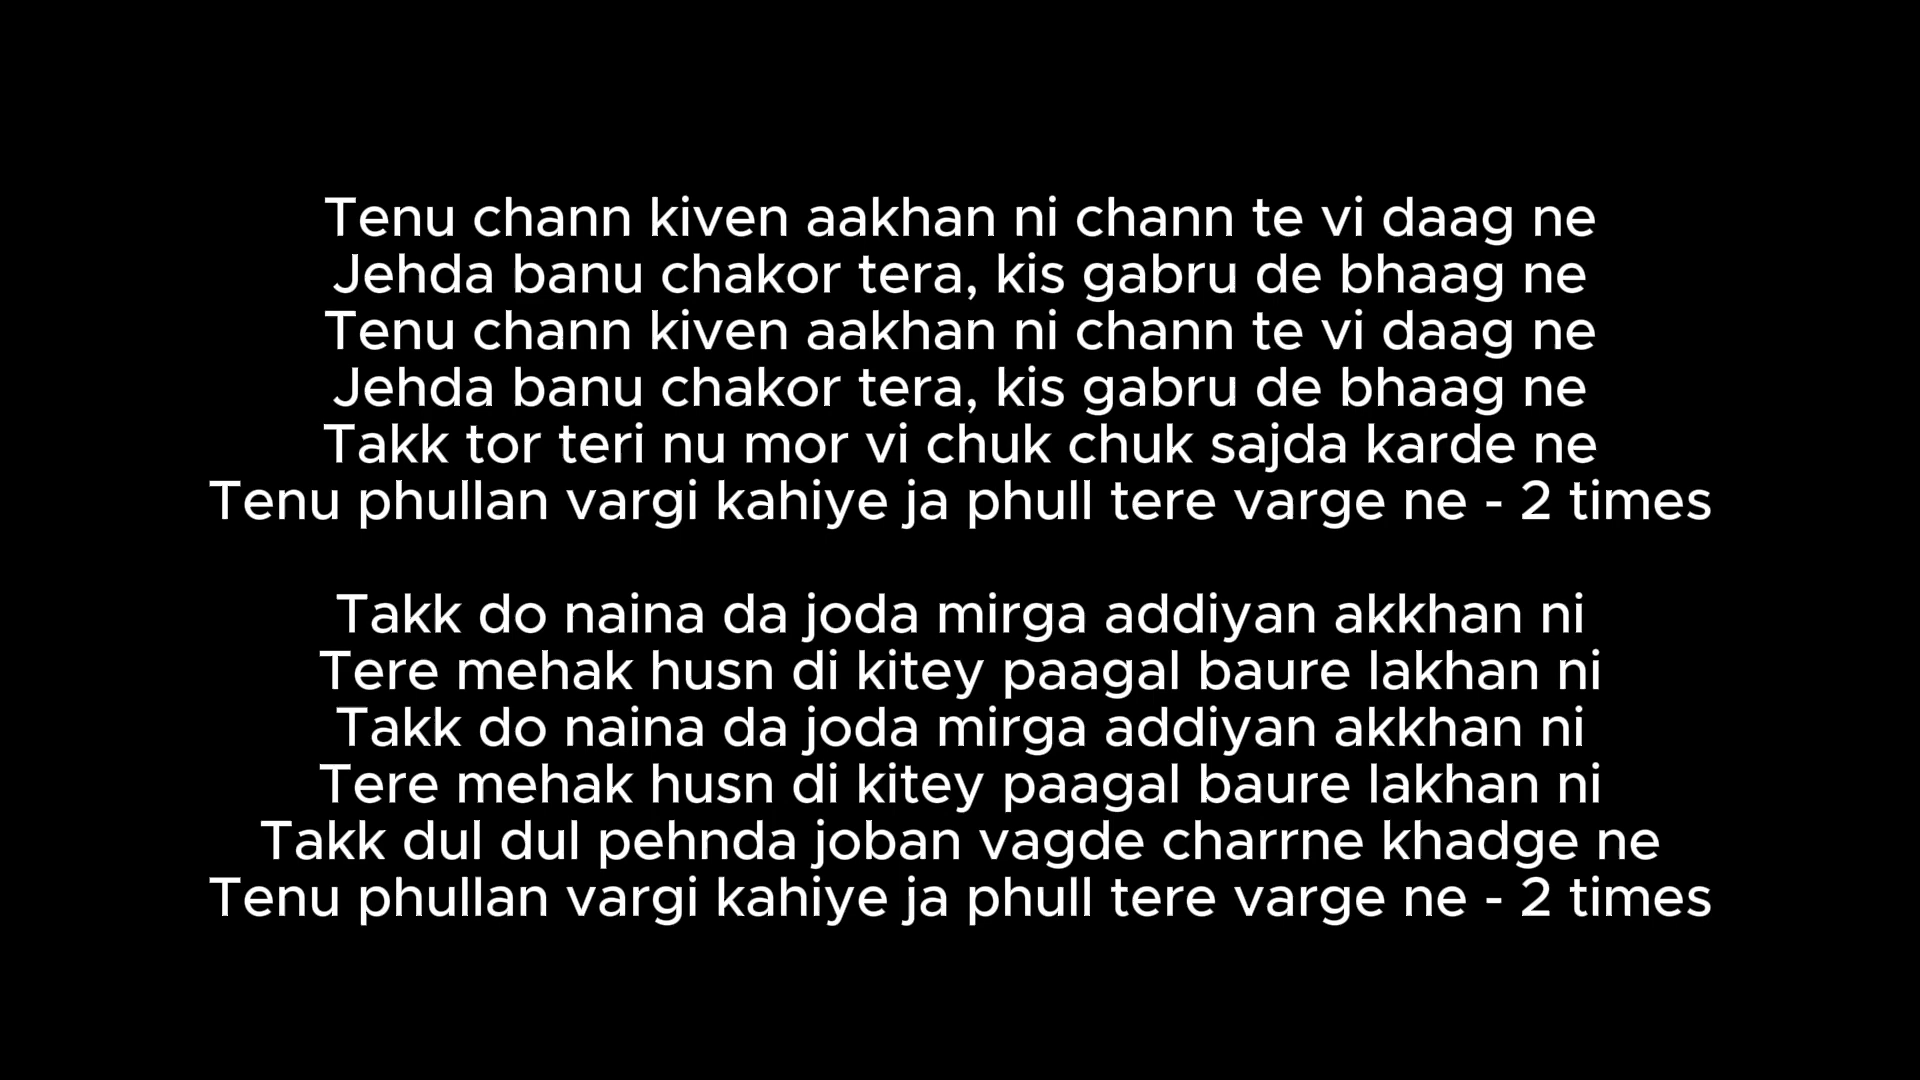 Tenu chann kiven aakhan ni chann te vi daag ne
Jehda banu chakor tera, kis gabru de bhaag ne
Tenu chann kiven aakhan ni chann te vi daag ne
Jehda banu chakor tera, kis gabru de bhaag ne
Takk tor teri nu mor vi chuk chuk sajda karde ne
Tenu phullan vargi kahiye ja phull tere varge ne - 2 times

Takk do naina da joda mirga addiyan akkhan ni
Tere mehak husn di kitey paagal baure lakhan ni
Takk do naina da joda mirga addiyan akkhan ni
Tere mehak husn di kitey paagal baure lakhan ni
Takk dul dul pehnda joban vagde charrne khadge ne
Tenu phullan vargi kahiye ja phull tere varge ne - 2 times